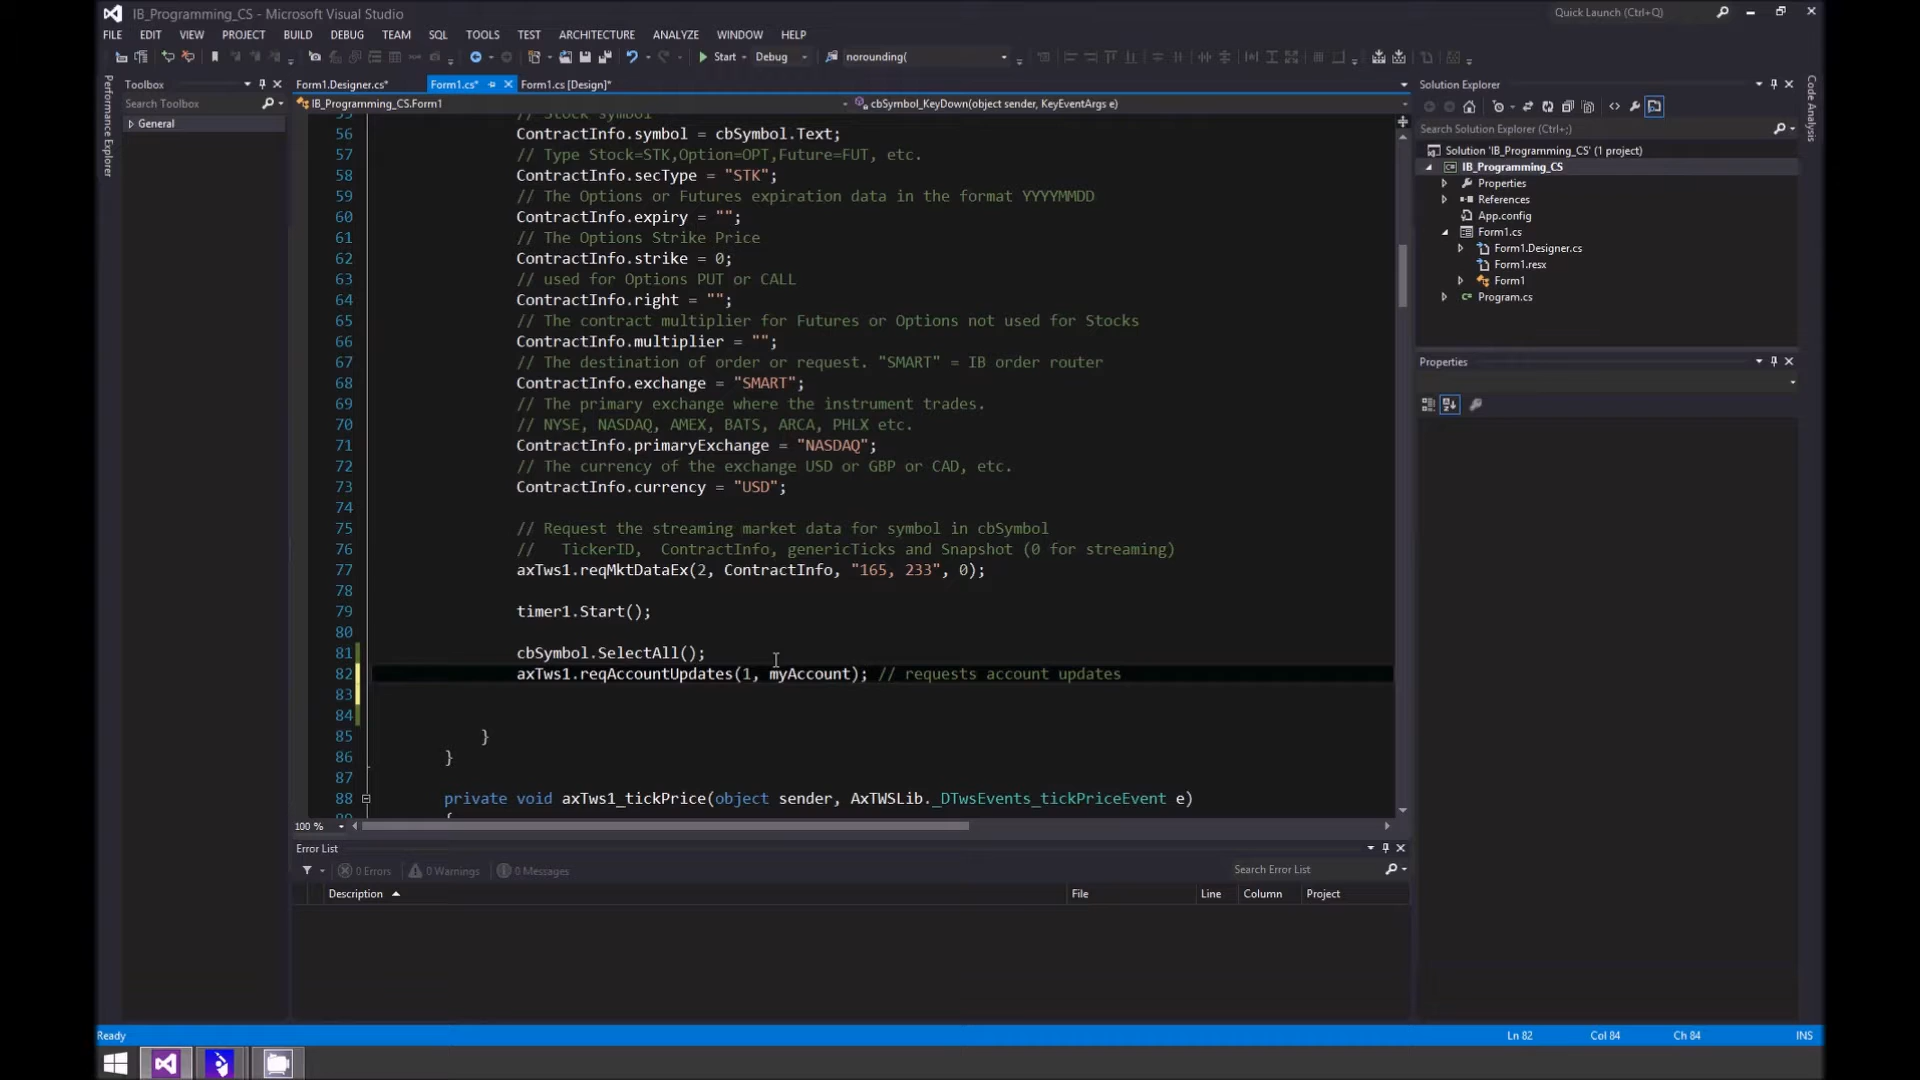 IB_Programming_CS - Microsoft Visual Studio
Quick Launch (Ctrl+Q)
FILE EDIT VIEW PROJECT BUILD DEBUG TEAM SQL TOOLS TEST ARCHITECTURE ANALYZE WINDOW HELP
Start Debug norounding(
Performance Explorer
Toolbox
Search Toolbox
General
Form1.Designer.cs* Form1.cs* Form1.cs [Design]*
IB_Programming_CS.Form1 cbSymbol_KeyDown(object sender, KeyEventArgs e)
55 // Stock symbol
56 ContractInfo.symbol = cbSymbol.Text;
57 // Type Stock=STK,Option=OPT,Future=FUT, etc.
58 ContractInfo.secType = "STK";
59 // The Options or Futures expiration data in the format YYYYMMDD
60 ContractInfo.expiry = "";
61 // The Options Strike Price
62 ContractInfo.strike = 0;
63 // used for Options PUT or CALL
64 ContractInfo.right = "";
65 // The contract multiplier for Futures or Options not used for Stocks
66 ContractInfo.multiplier = "";
67 // The destination of order or request. "SMART" = IB order router
68 ContractInfo.exchange = "SMART";
69 // The primary exchange where the instrument trades.
70 // NYSE, NASDAQ, AMEX, BATS, ARCA, PHLX etc.
71 ContractInfo.primaryExchange = "NASDAQ";
72 // The currency of the exchange USD or GBP or CAD, etc.
73 ContractInfo.currency = "USD";
74
75 // Request the streaming market data for symbol in cbSymbol
76 // TickerID, ContractInfo, genericTicks and Snapshot (0 for streaming)
77 axTws1.reqMktDataEx(2, ContractInfo, "165, 233", 0);
78
79 timer1.Start();
80
81 cbSymbol.SelectAll();
82 axTws1.reqAccountUpdates(1, myAccount); // requests account updates
83
84
85 }
86 }
87
88 private void axTws1_tickPrice(object sender, AxTWSLib._DTwsEvents_tickPriceEvent e)
89 {
100 %
Error List
0 Errors 0 Warnings 0 Messages
Search Error List
Description File Line Column Project
Solution Explorer
Search Solution Explorer (Ctrl+;)
Solution 'IB_Programming_CS' (1 project)
IB_Programming_CS
Properties
References
App.config
Form1.cs
Form1.Designer.cs
Form1.resx
Form1
Program.cs
Properties
Code Analysis
Ready Ln 82 Col 84 Ch 84 INS